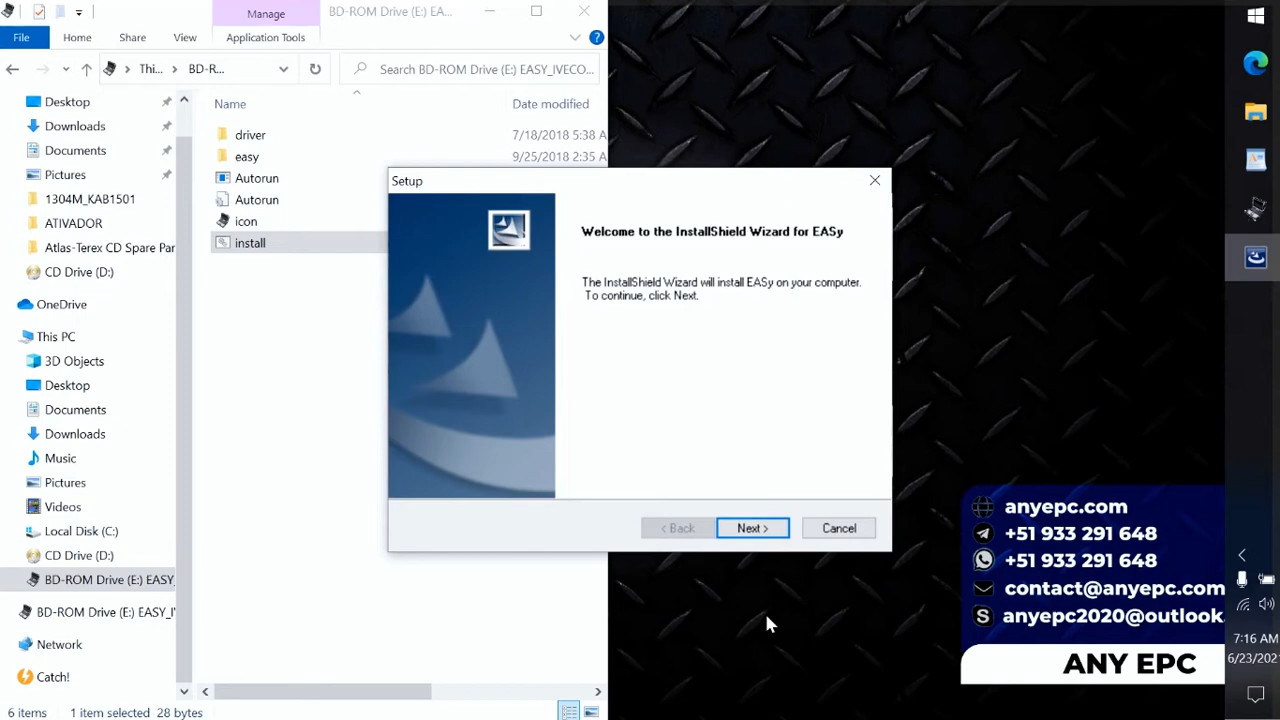 Manage
BD-ROM Drive (E:) EA...
File
Home
Share
View
Application Tools
Thi...
BD-R...
Search BD-ROM Drive (E:) EASY_IVECO...
Desktop
Downloads
Documents
Pictures
1304M_KAB1501
ATIVADOR
Atlas-Terex CD Spare Par
CD Drive (D:)
OneDrive
This PC
3D Objects
Desktop
Documents
Downloads
Music
Pictures
Videos
Local Disk (C:)
CD Drive (D:)
BD-ROM Drive (E:) EASY_
BD-ROM Drive (E:) EASY_I
Network
Catch!
Name
Date modified
driver
7/18/2018 5:38 A
easy
9/25/2018 2:35 A
Autorun
Autorun
icon
install
6 items
1 item selected
28 bytes
Setup
Welcome to the InstallShield Wizard for EASy
The InstallShield Wizard will install EASy on your computer.
To continue, click Next.
< Back
Next >
Cancel
anyepc.com
+51 933 291 648
+51 933 291 648
contact@anyepc.com
anyepc2020@outlook.
ANY EPC
7:16 AM
6/23/202